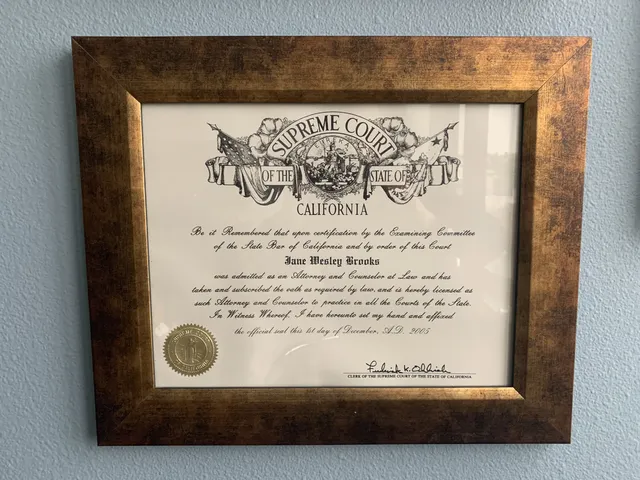 SUPREME COURT
OF THE STATE OF
CALIFORNIA
Be it Remembered that upon certification by the Examining Committee
of the State Bar of California and by order of this Court
Jane Wesley Brooks
was admitted as an Attorney and Counselor at Law and has
taken and subscribed the oath as required by law, and is hereby licensed as
such Attorney and Counselor to practice in all the Courts of the State.
In Witness Whereof, I have hereunto set my hand and affixed
the official seal this 1st day of December, A.D. 2005
Frederick K. Ohlrich
CLERK OF THE SUPREME COURT OF THE STATE OF CALIFORNIA